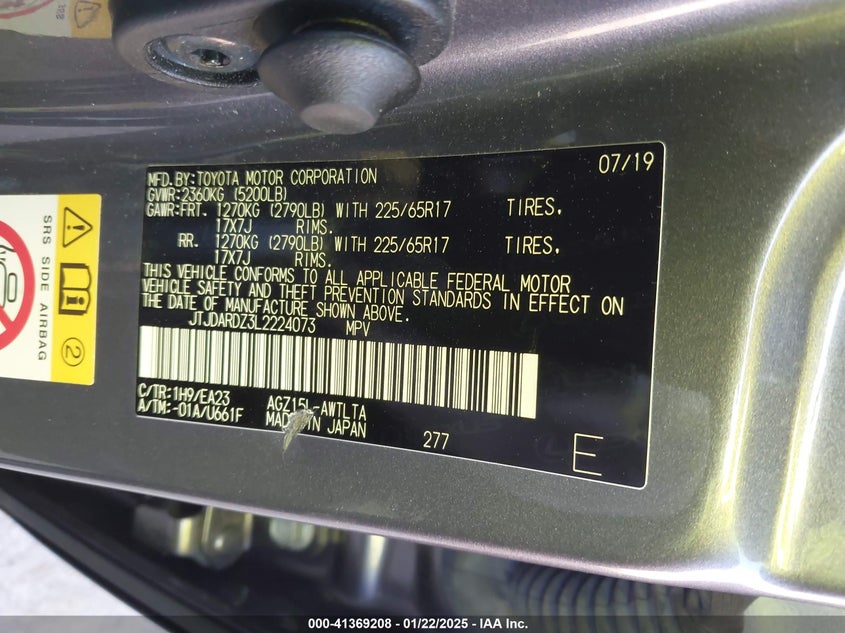 07/19
MFD.BY:TOYOTA MOTOR CORPORATION
GVWR:2360KG (5200LB)
GAWR:FRT. 1270KG (2790LB) WITH 225/65R17 TIRES,
17X7J RIMS.
RR. 1270KG (2790LB) WITH 225/65R17 TIRES,
17X7J RIMS.
THIS VEHICLE CONFORMS TO ALL APPLICABLE FEDERAL MOTOR
VEHICLE SAFETY AND THEFT PREVENTION STANDARDS IN EFFECT ON
THE DATE OF MANUFACTURE SHOWN ABOVE.
JTJDARDZ3L2224073 MPV
C/TR:1H9/EA23 AGZ15L-AWTLTA
A/TM:-01A/U661F MADE IN JAPAN 277
E
SRS SIDE AIRBAG
2
000-41369208 - 01/22/2025 - IAA Inc.